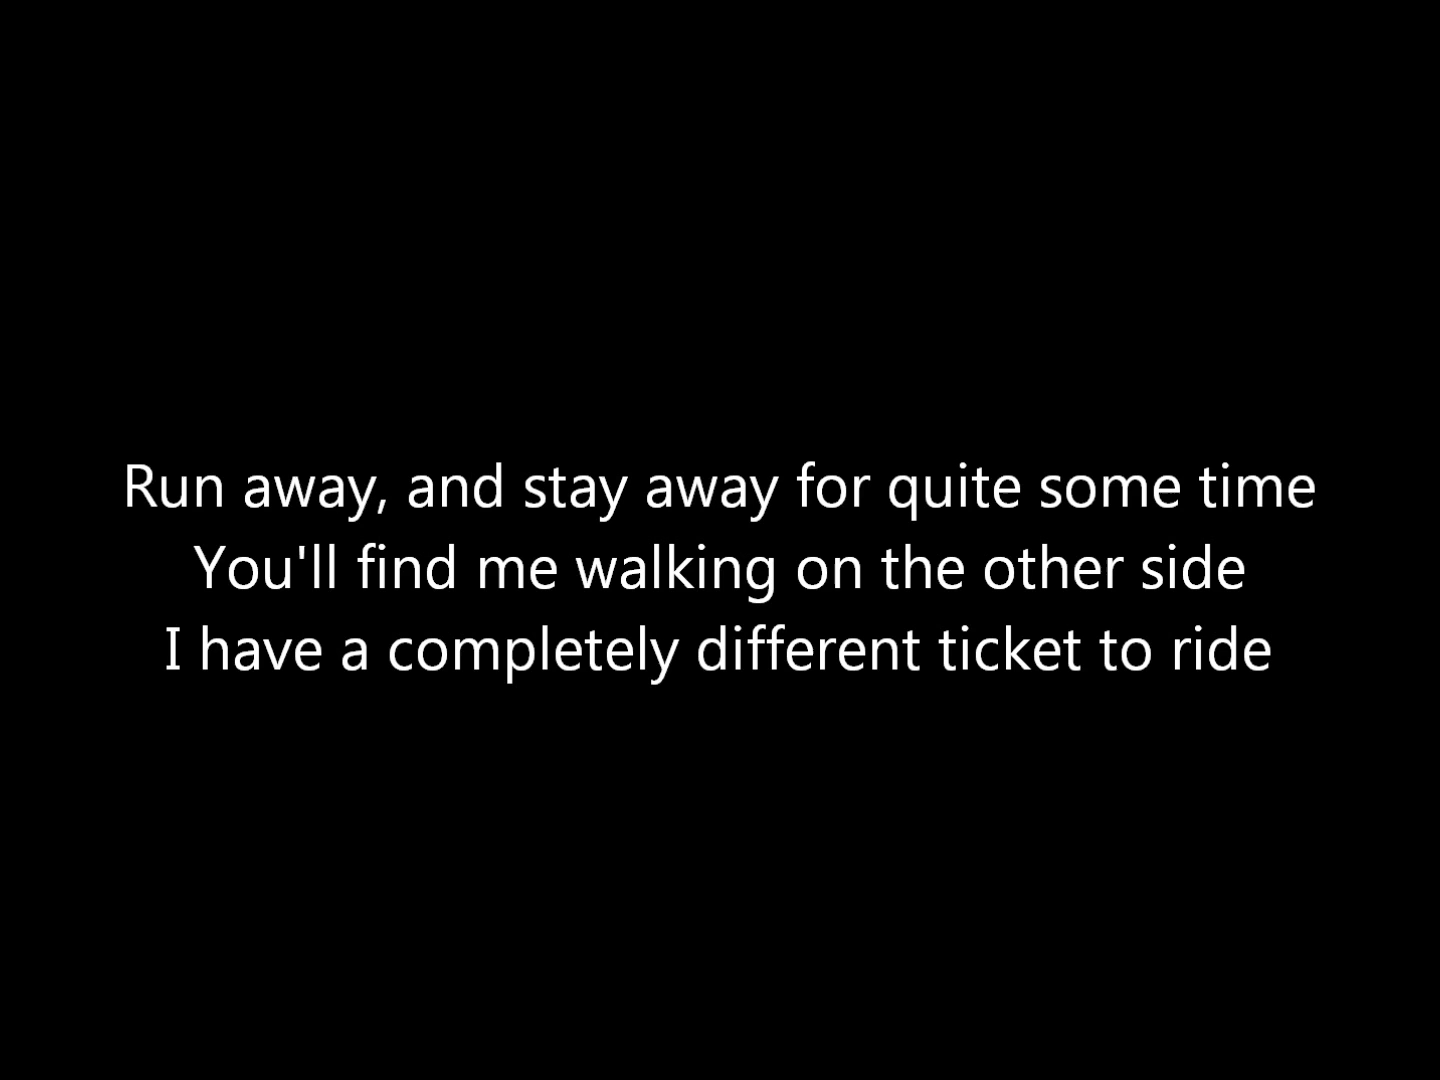 Run away, and stay away for quite some time
You'll find me walking on the other side
I have a completely different ticket to ride